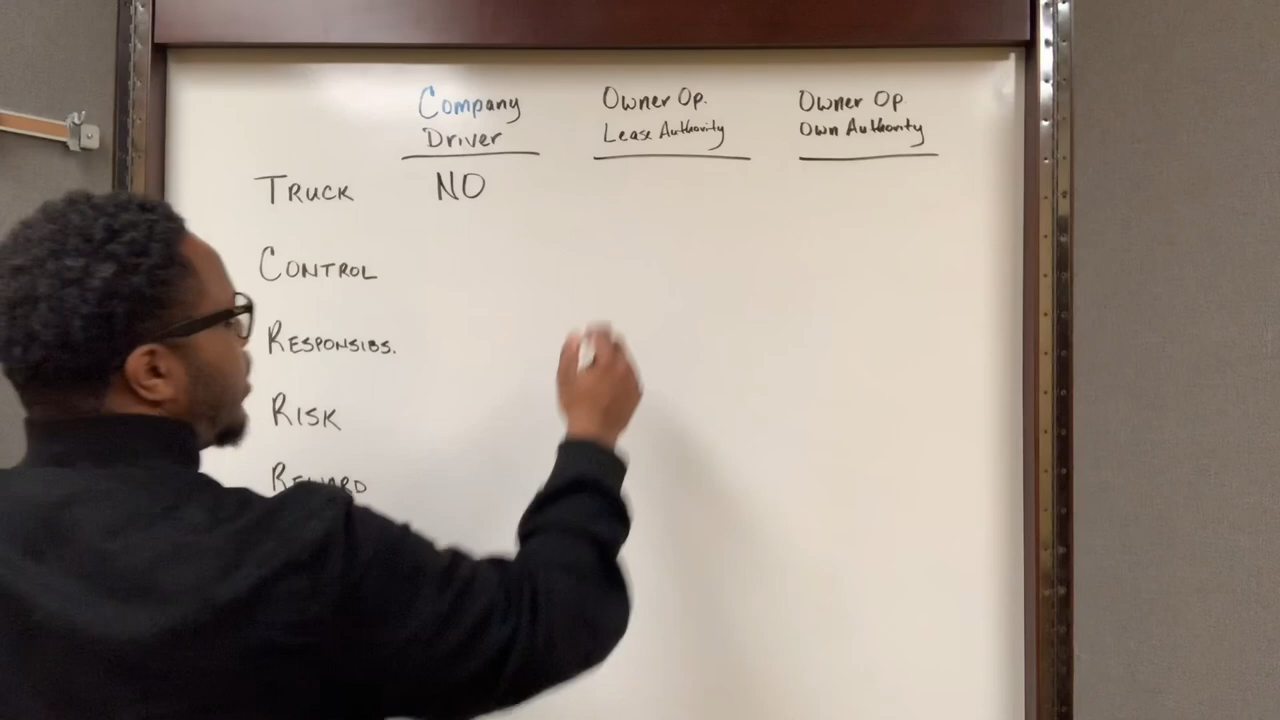 Company
Driver
Owner Op.
Lease Authority
Owner Op
Own Authority
TRUCK NO
CONTROL
RESPONSIBS.
RISK
REWARD